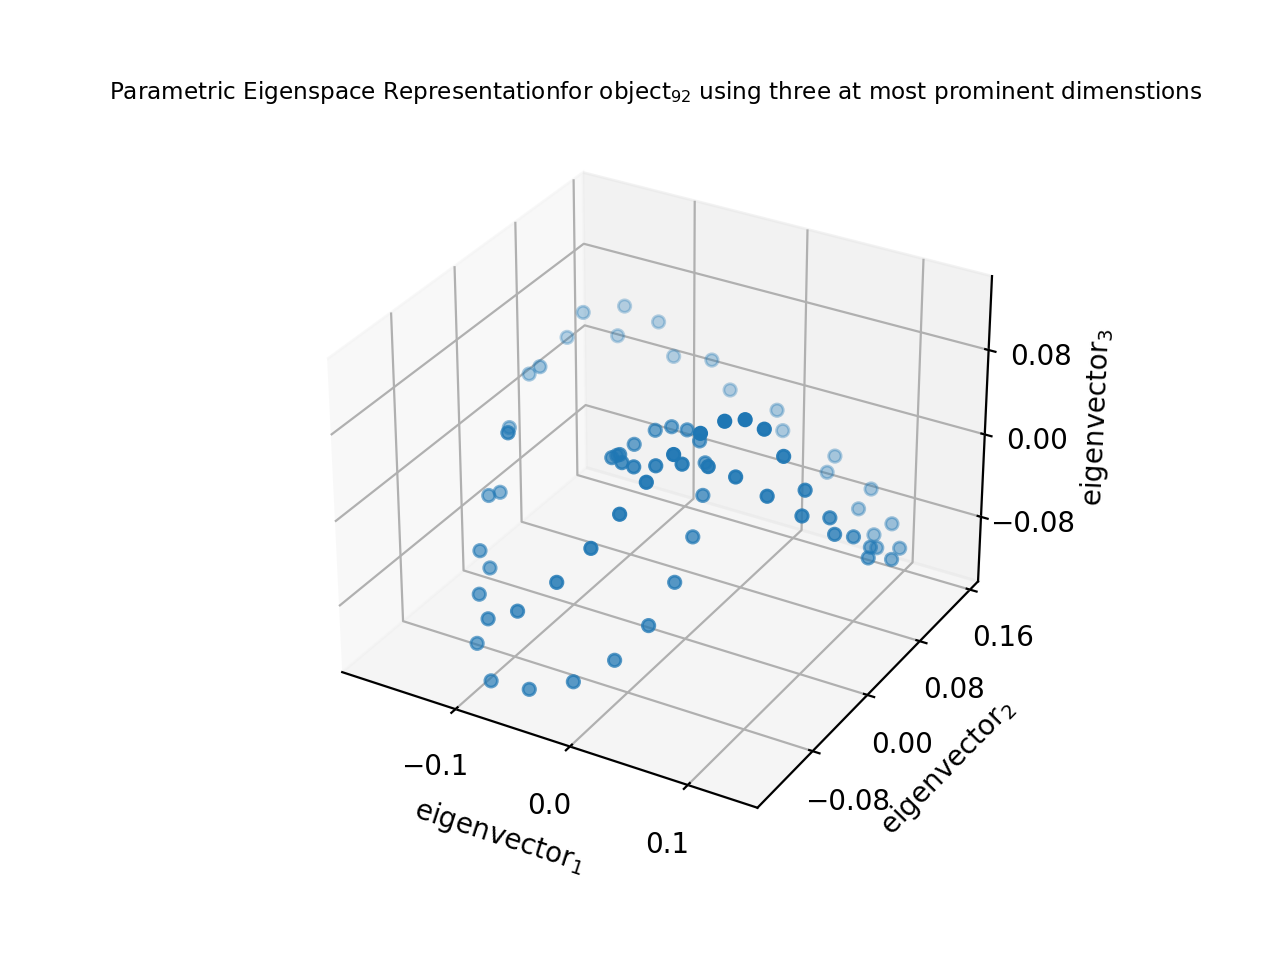 Parametric Eigenspace Representationfor object₉₂ using three at most prominent dimenstions
0.08
0.00
−0.08
eigenvector₃
0.16
0.08
0.00
−0.08
eigenvector₂
−0.1
0.0
0.1
eigenvector₁